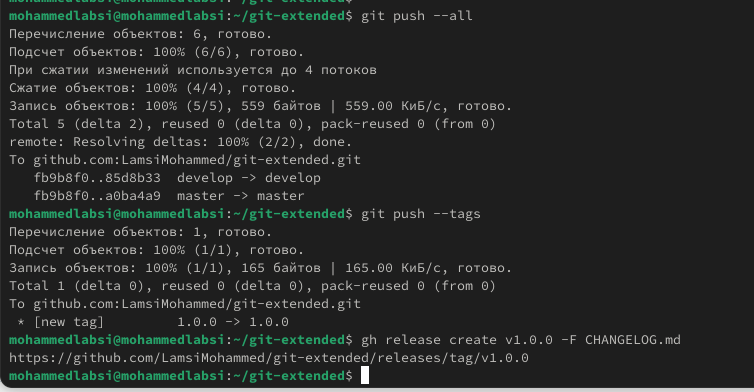 mohammedlabsi@mohammedlabsi:~/git-extended$ git push --all
Перечисление объектов: 6, готово.
Подсчет объектов: 100% (6/6), готово.
При сжатии изменений используется до 4 потоков
Сжатие объектов: 100% (4/4), готово.
Запись объектов: 100% (5/5), 559 байтов | 559.00 КиБ/с, готово.
Total 5 (delta 2), reused 0 (delta 0), pack-reused 0 (from 0)
remote: Resolving deltas: 100% (2/2), done.
To github.com:LamsiMohammed/git-extended.git
   fb9b8f0..85d8b33  develop -> develop
   fb9b8f0..a0ba4a9  master -> master
mohammedlabsi@mohammedlabsi:~/git-extended$ git push --tags
Перечисление объектов: 1, готово.
Подсчет объектов: 100% (1/1), готово.
Запись объектов: 100% (1/1), 165 байтов | 165.00 КиБ/с, готово.
Total 1 (delta 0), reused 0 (delta 0), pack-reused 0 (from 0)
To github.com:LamsiMohammed/git-extended.git
 * [new tag]         1.0.0 -> 1.0.0
mohammedlabsi@mohammedlabsi:~/git-extended$ gh release create v1.0.0 -F CHANGELOG.md
https://github.com/LamsiMohammed/git-extended/releases/tag/v1.0.0
mohammedlabsi@mohammedlabsi:~/git-extended$